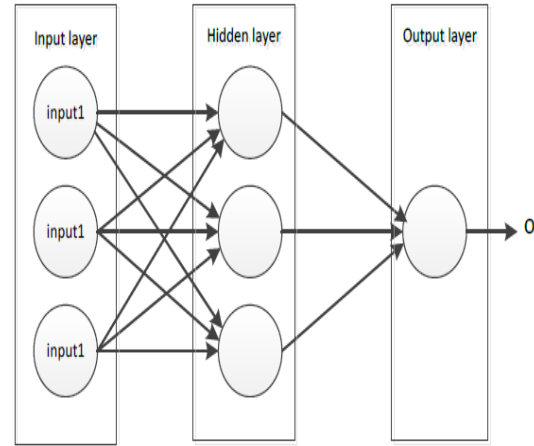 Input layer
Hidden layer
Output layer
input1
input1
input1
O